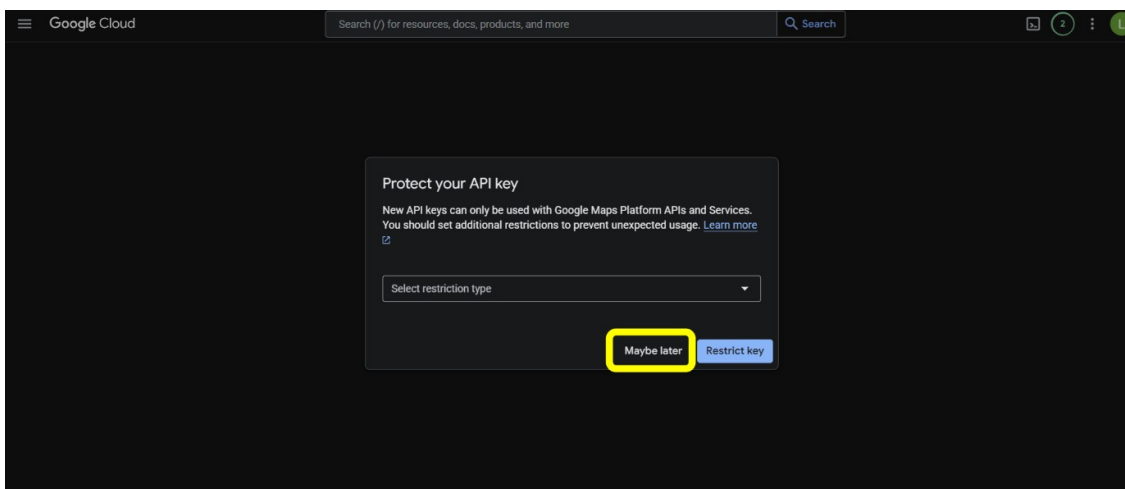 Google Cloud
Search (/) for resources, docs, products, and more
Search
2
L
Protect your API key
New API keys can only be used with Google Maps Platform APIs and Services.
You should set additional restrictions to prevent unexpected usage. Learn more
Select restriction type
Maybe later
Restrict key